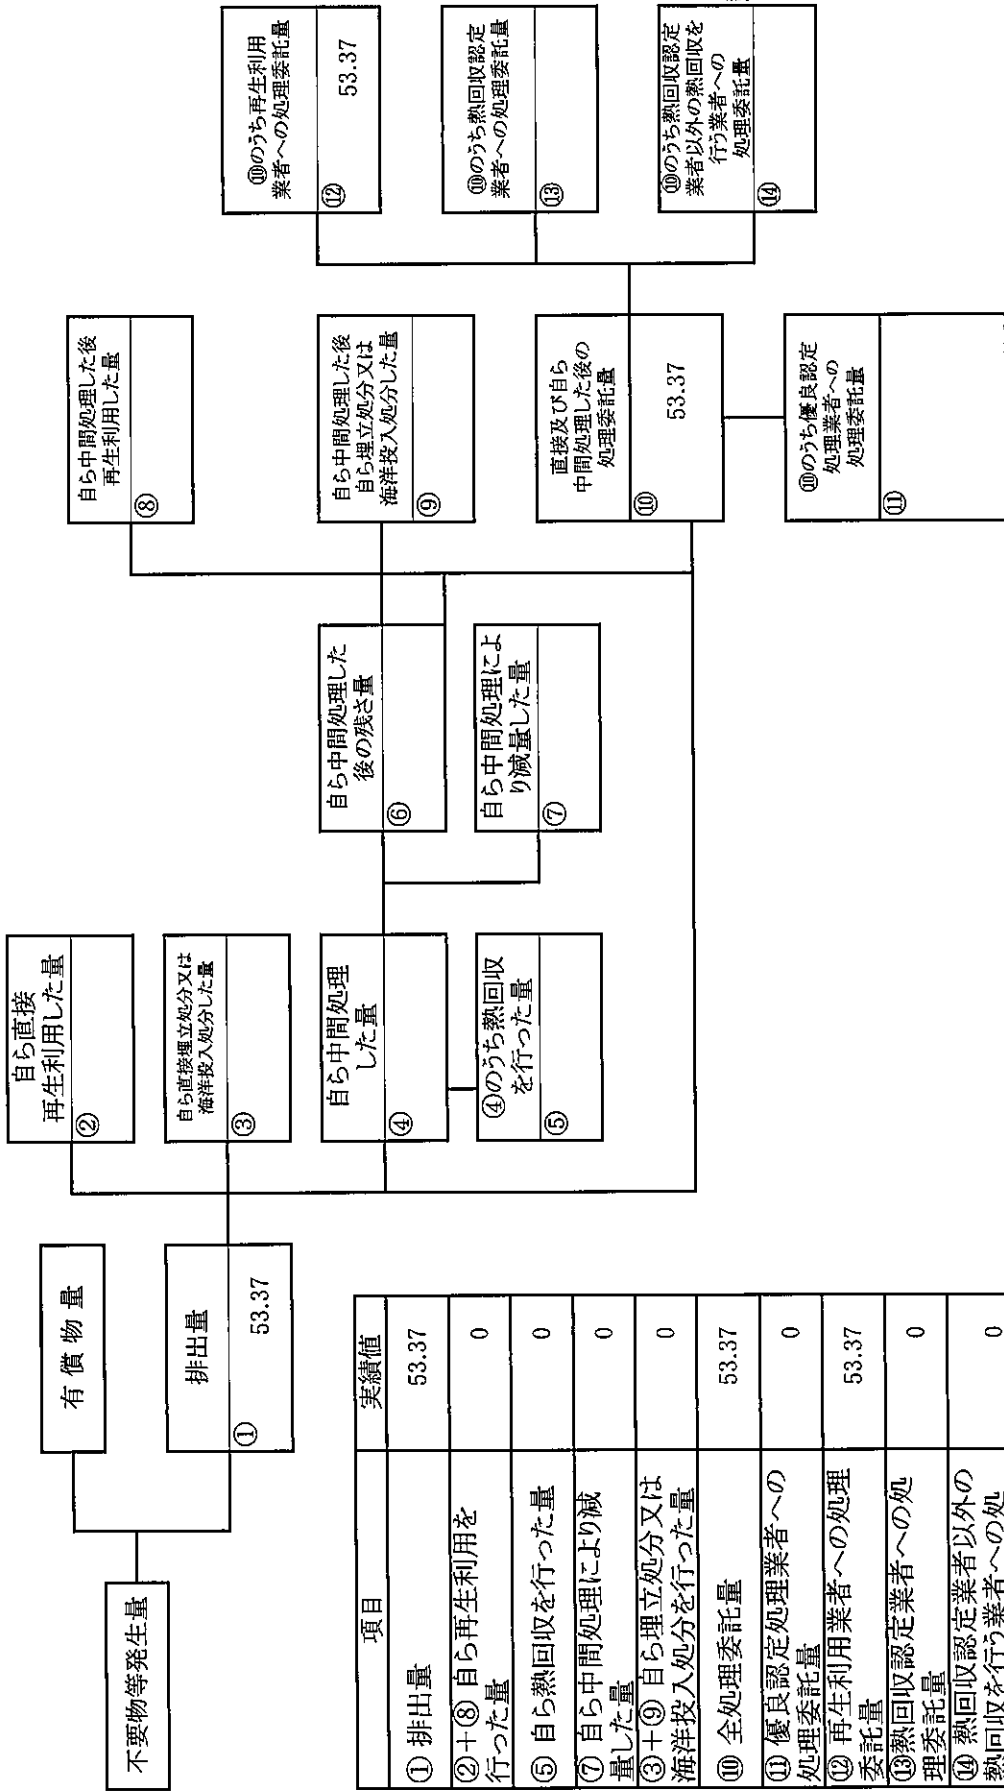 不要物等発生量
有償物量
排出量
①
53.37
自ら直接
再生利用した量
②
自ら直接埋立処分又は
海洋投入処分した量
③
自ら中間処理
した量
④
④のうち熱回収
を行った量
⑤
自ら中間処理した
後の残さ量
⑥
自ら中間処理によ
り減量した量
⑦
自ら中間処理した後
再生利用した量
⑧
自ら中間処理した後
自ら埋立処分又は
海洋投入処分した量
⑨
直接及び自ら
中間処理した後の
処理委託量
⑩
53.37
⑩のうち優良認定
処理業者への
処理委託量
⑪
⑩のうち再生利用
業者への処理委託量
⑫
53.37
⑩のうち熱回収認定
業者への処理委託量
⑬
⑩のうち熱回収認定
業者以外の熱回収を
行う業者への
処理委託量
⑭
項目 実績値
①排出量 53.37
②+⑧ 自ら再生利用を
行った量 0
⑤ 自ら熱回収を行った量 0
⑦ 自ら中間処理により減
量した量 0
③+⑨ 自ら埋立処分又は
海洋投入処分を行った量 0
⑩ 全処理委託量 53.37
⑪ 優良認定処理業者への
処理委託量 0
⑫ 再生利用業者への処理
委託量 53.37
⑬熱回収認定業者への処
理委託量 0
⑭ 熱回収認定業者以外の
熱回収を行う業者への処 0